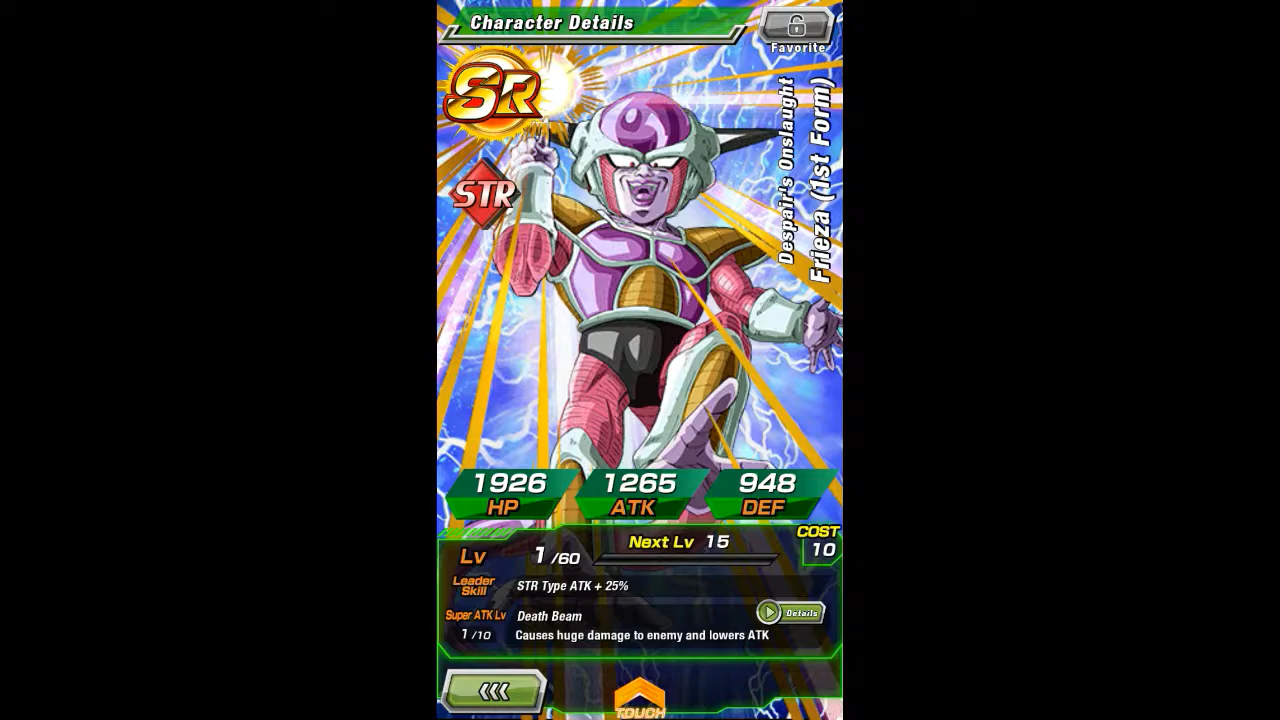 Character Details
Favorite
SR
STR
Despair's Onslaught
Frieza (1st Form)
1926 1265 948
HP ATK DEF
COST
10
Lv 1/60 Next Lv 15
Leader Skill STR Type ATK + 25%
Super ATK Lv Death Beam Details
1/10 Causes huge damage to enemy and lowers ATK
TOUCH